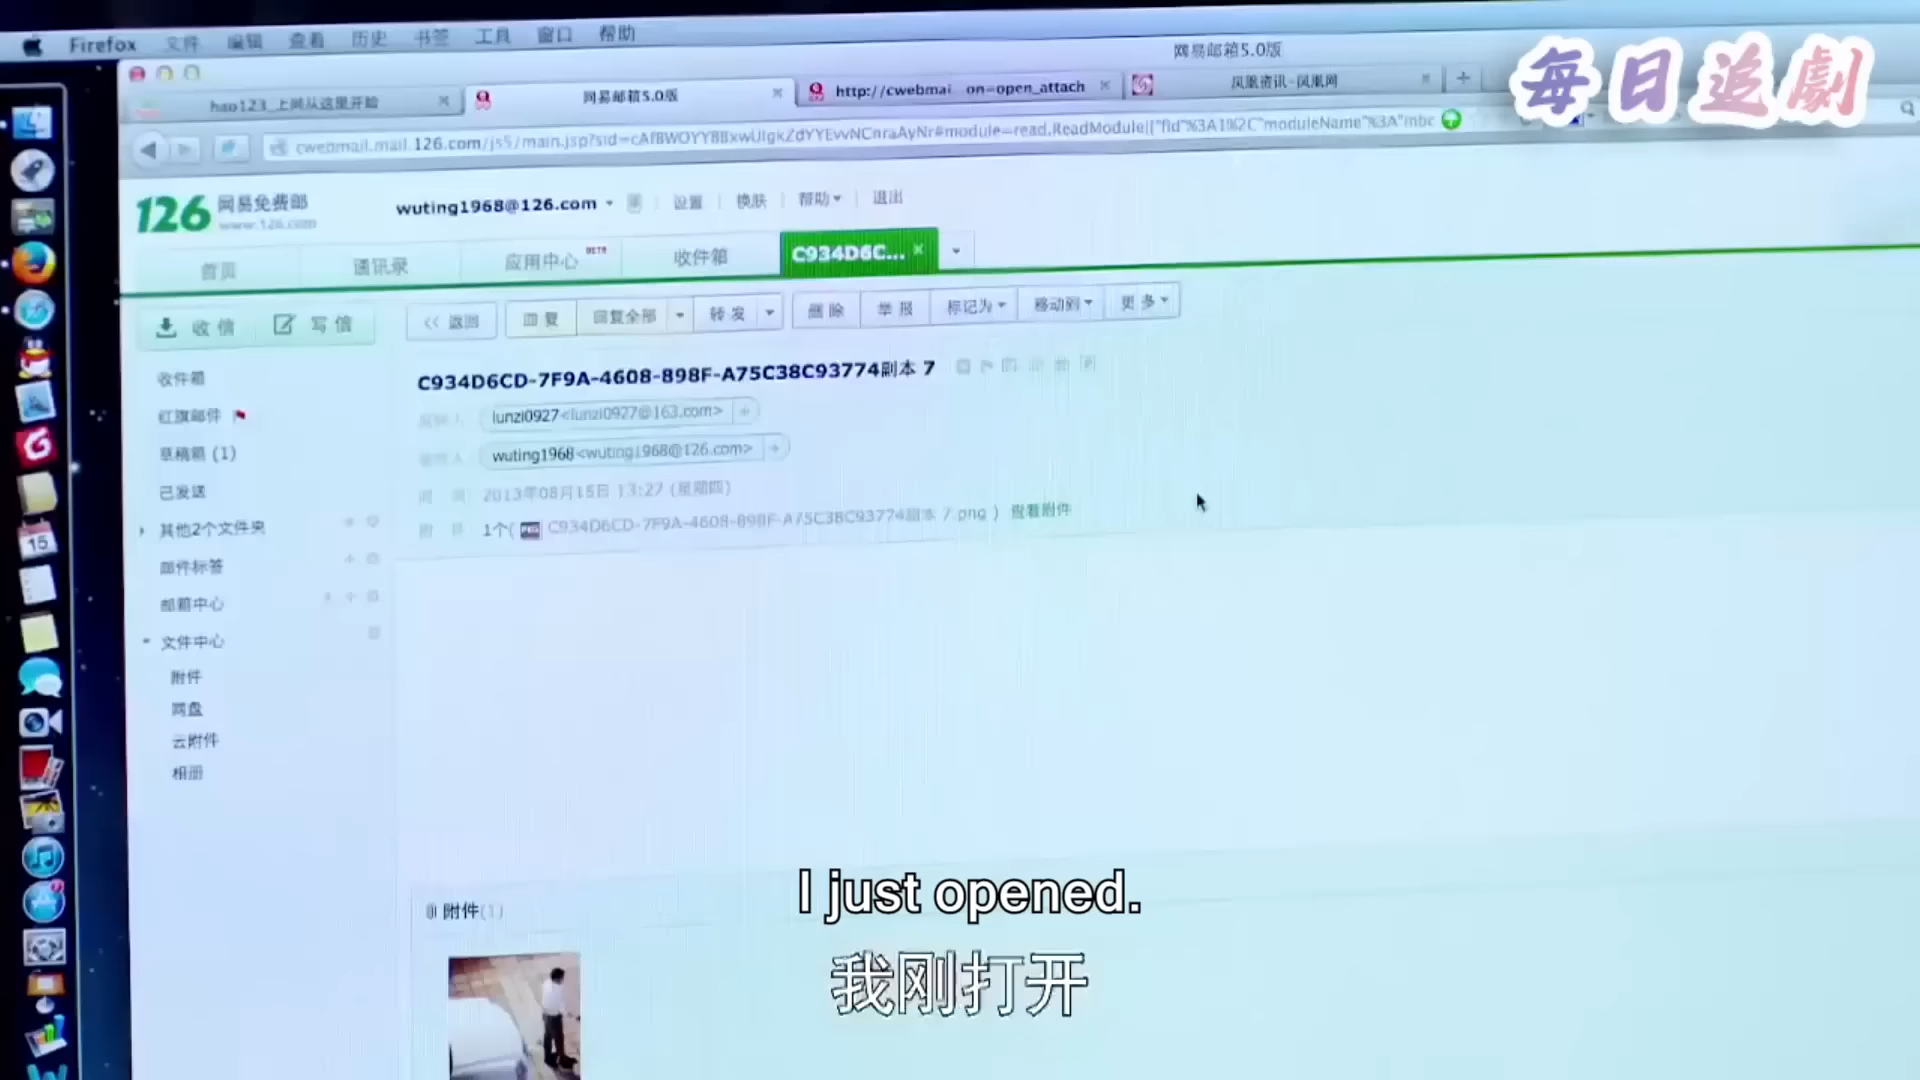 Firefox 文件 编辑 查看 历史 书签 工具 窗口 帮助
网易邮箱5.0版
每日追劇
hao123_上网从这里开始
网易邮箱5.0版
http://cwebmai... on=open_attach
凤凰资讯-凤凰网
126 网易免费邮
www.126.com
wuting1968@126.com 设置 换肤 帮助 退出
首页 通讯录 应用中心 BETA 收件箱 C934D6C...
收 信 写 信
<< 返回 回 复 回复全部 转 发 删 除 举 报 标记为 移动到 更 多
C934D6CD-7F9A-4608-898F-A75C38C93774副本 7
lunzi0927<lunzi0927@163.com>
wuting1968<wuting1968@126.com>
时 间 2013年08月15日 13:27 (星期四)
附 件 1个( C934D6CD-7F9A-4608-898F-A75C38C93774副本 7.png ) 查看附件
收件箱
红旗邮件
草稿箱 (1)
已发送
其他2个文件夹
邮件标签
邮箱中心
文件中心
附件
网盘
云附件
相册
15
附件(1)
I just opened.
我刚打开